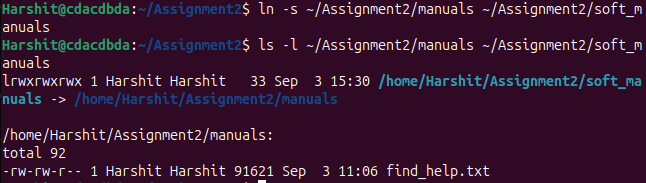 Harshit@cdacdbda:~/Assignment2$ ln -s ~/Assignment2/manuals ~/Assignment2/soft_m
anuals
Harshit@cdacdbda:~/Assignment2$ ls -l ~/Assignment2/manuals ~/Assignment2/soft_m
anuals
lrwxrwxrwx 1 Harshit Harshit    33 Sep  3 15:30 /home/Harshit/Assignment2/soft_ma
nuals -> /home/Harshit/Assignment2/manuals

/home/Harshit/Assignment2/manuals:
total 92
-rw-rw-r-- 1 Harshit Harshit 91621 Sep  3 11:06 find_help.txt